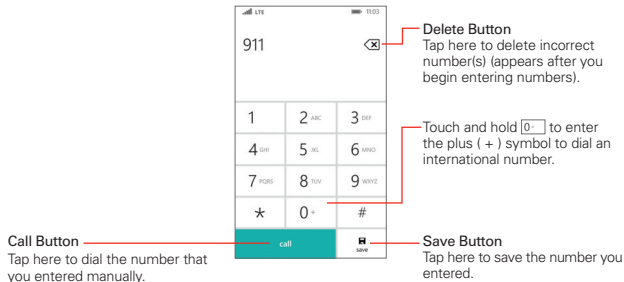 LTE 11:03
911
Delete Button
Tap here to delete incorrect
number(s) (appears after you
begin entering numbers).
1 2 ABC 3 DEF
4 GHI 5 JKL 6 MNO
7 PQRS 8 TUV 9 WXYZ
* 0 + #
Touch and hold 0+ to enter
the plus ( + ) symbol to dial an
international number.
call
save
Call Button
Tap here to dial the number that
you entered manually.
Save Button
Tap here to save the number you
entered.